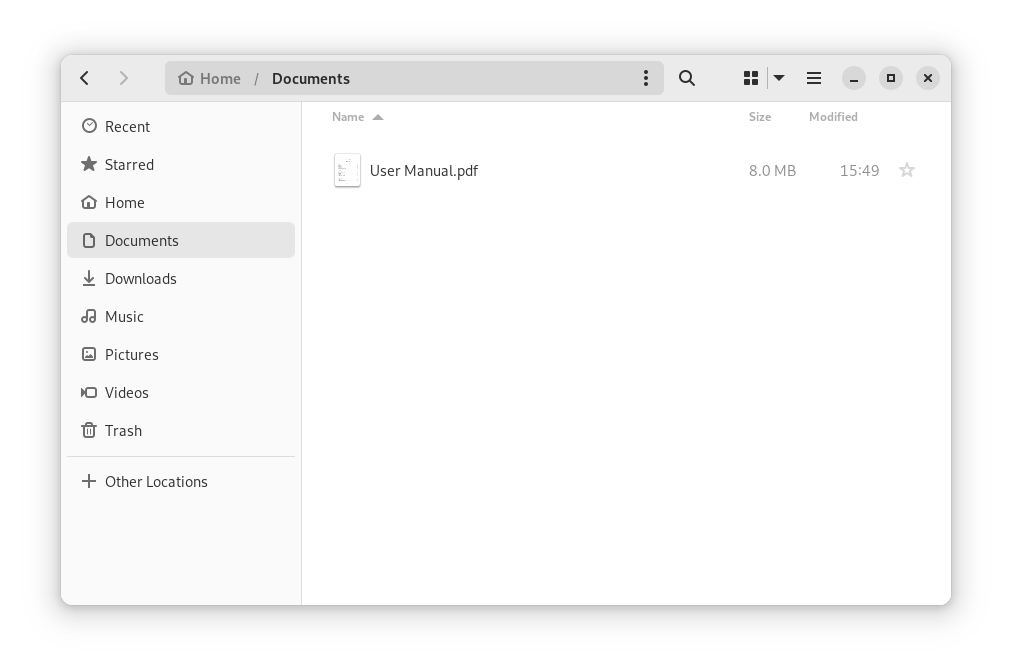 Home / Documents
Recent
Starred
Home
Documents
Downloads
Music
Pictures
Videos
Trash
Other Locations
Name Size Modified
User Manual.pdf 8.0 MB 15:49